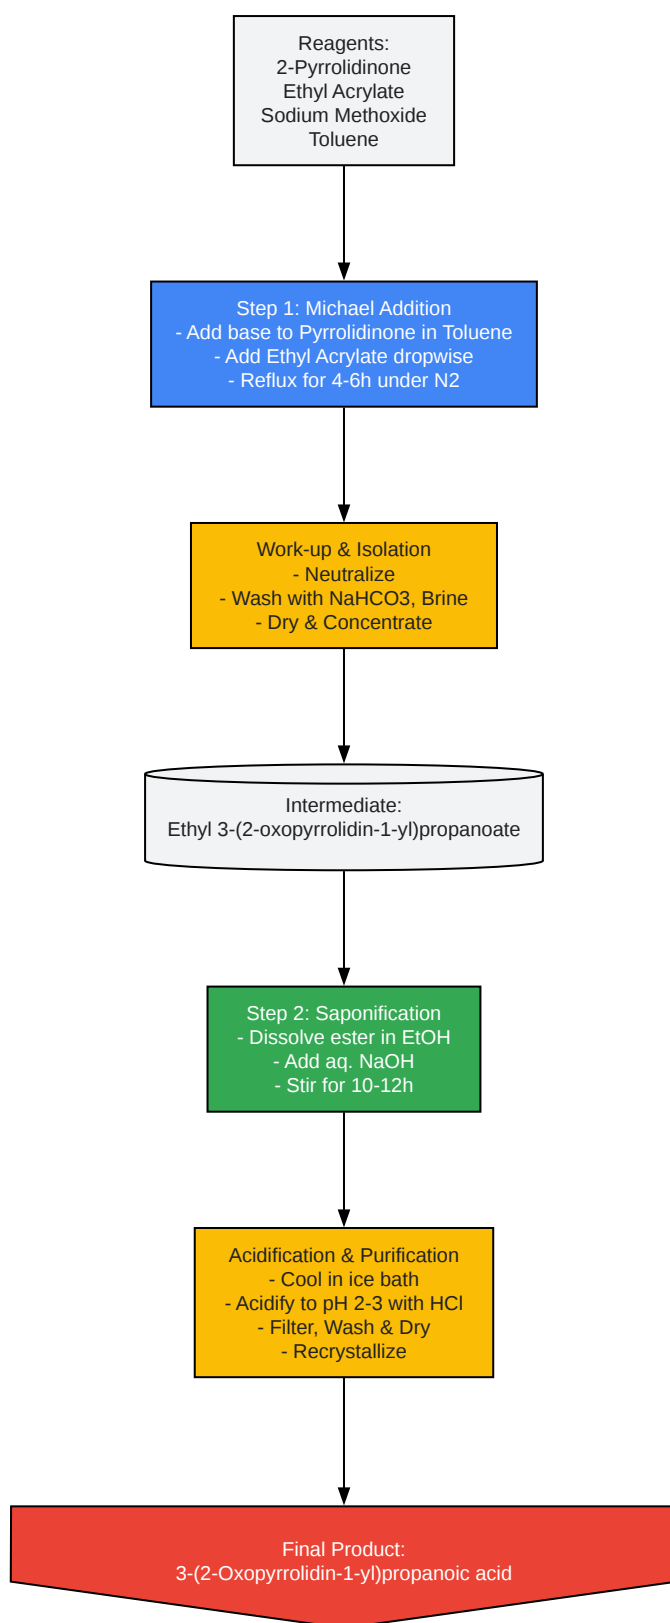 Reagents:
2-Pyrrolidinone
Ethyl Acrylate
Sodium Methoxide
Toluene
Step 1: Michael Addition
- Add base to Pyrrolidinone in Toluene
- Add Ethyl Acrylate dropwise
- Reflux for 4-6h under N2
Work-up & Isolation
- Neutralize
- Wash with NaHCO3, Brine
- Dry & Concentrate
Intermediate:
Ethyl 3-(2-oxopyrrolidin-1-yl)propanoate
Step 2: Saponification
- Dissolve ester in EtOH
- Add aq. NaOH
- Stir for 10-12h
Acidification & Purification
- Cool in ice bath
- Acidify to pH 2-3 with HCl
- Filter, Wash & Dry
- Recrystallize
Final Product:
3-(2-Oxopyrrolidin-1-yl)propanoic acid